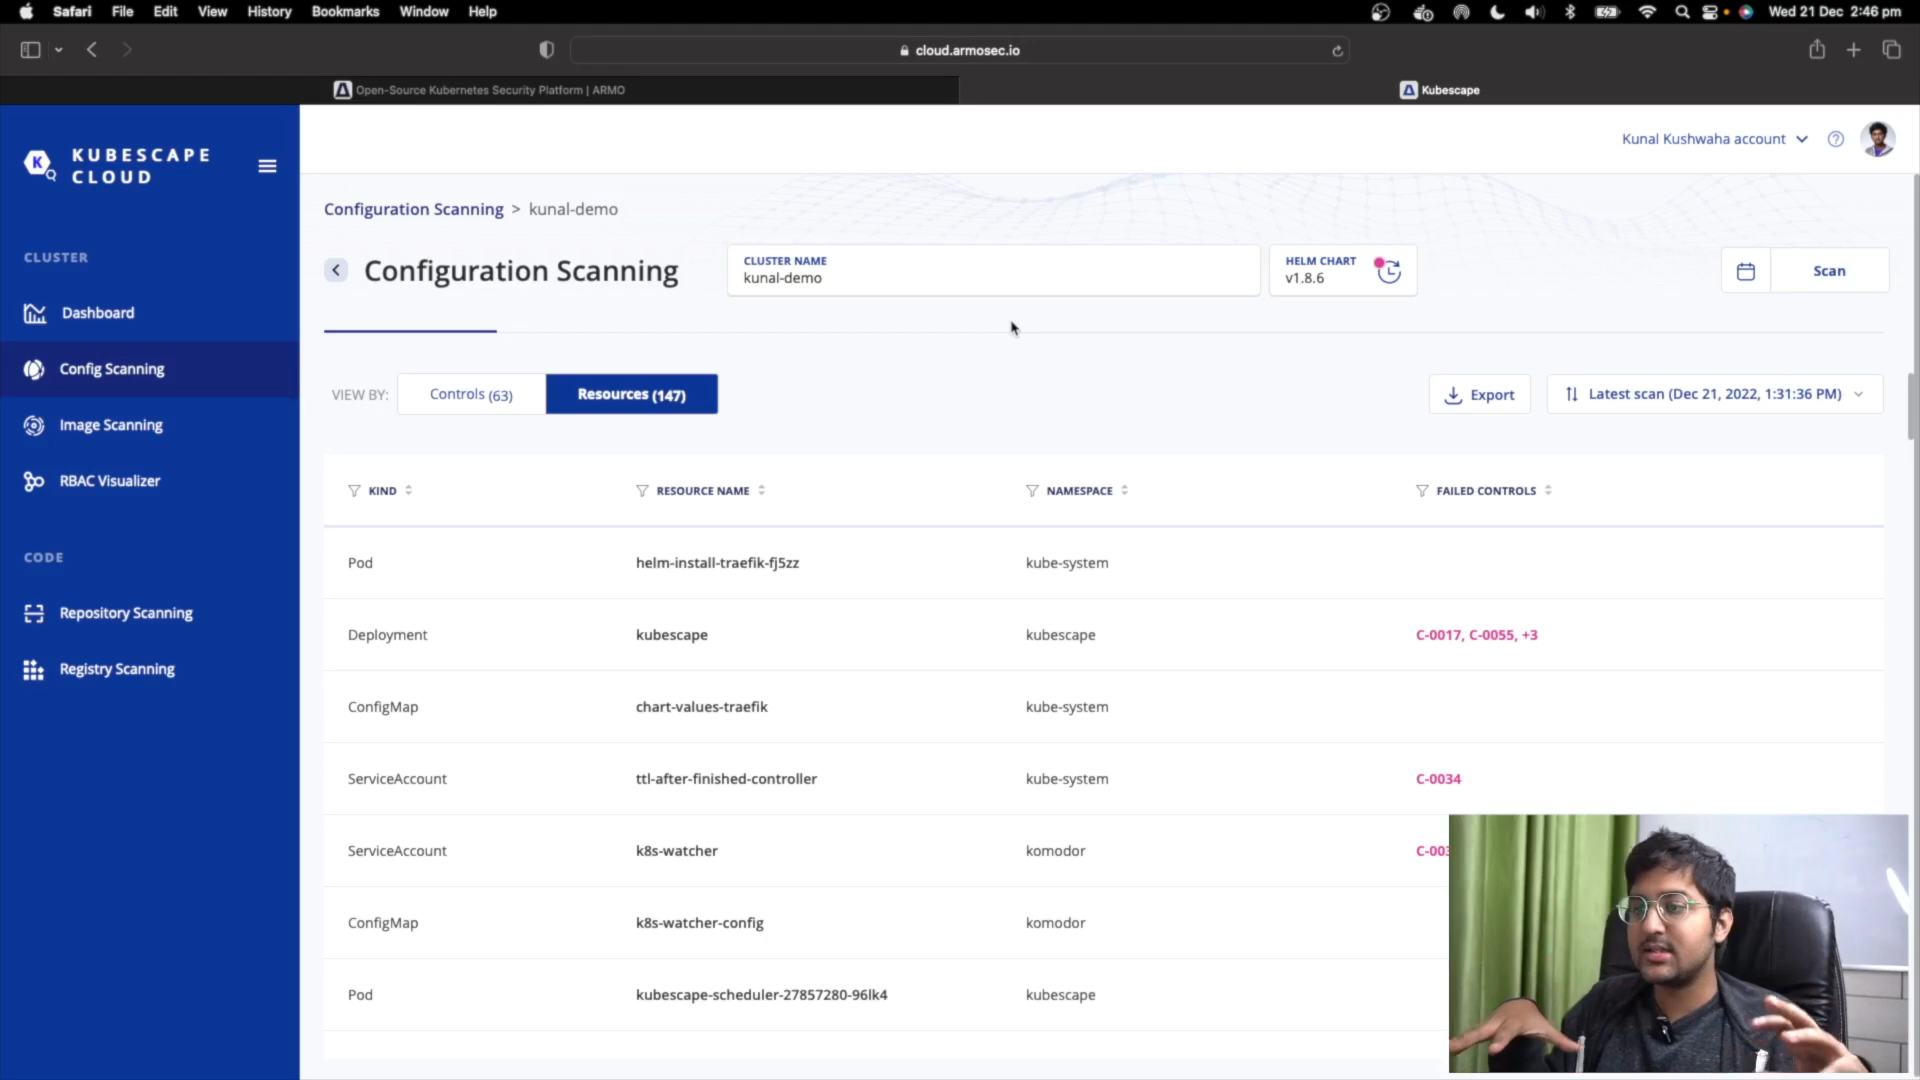 Safari File Edit View History Bookmarks Window Help
Wed 21 Dec 2:46 pm
cloud.armosec.io
Open-Source Kubernetes Security Platform | ARMO
Kubescape
KUBESCAPE
CLOUD
CLUSTER
Dashboard
Config Scanning
Image Scanning
RBAC Visualizer
CODE
Repository Scanning
Registry Scanning
Kunal Kushwaha account
Configuration Scanning > kunal-demo
Configuration Scanning
CLUSTER NAME
kunal-demo
HELM CHART
v1.8.6
Scan
VIEW BY: Controls (63) Resources (147)
Export
Latest scan (Dec 21, 2022, 1:31:36 PM)
KIND RESOURCE NAME NAMESPACE FAILED CONTROLS
Pod helm-install-traefik-fj5zz kube-system
Deployment kubescape kubescape C-0017, C-0055, +3
ConfigMap chart-values-traefik kube-system
ServiceAccount ttl-after-finished-controller kube-system C-0034
ServiceAccount k8s-watcher komodor
ConfigMap k8s-watcher-config komodor
Pod kubescape-scheduler-27857280-96lk4 kubescape